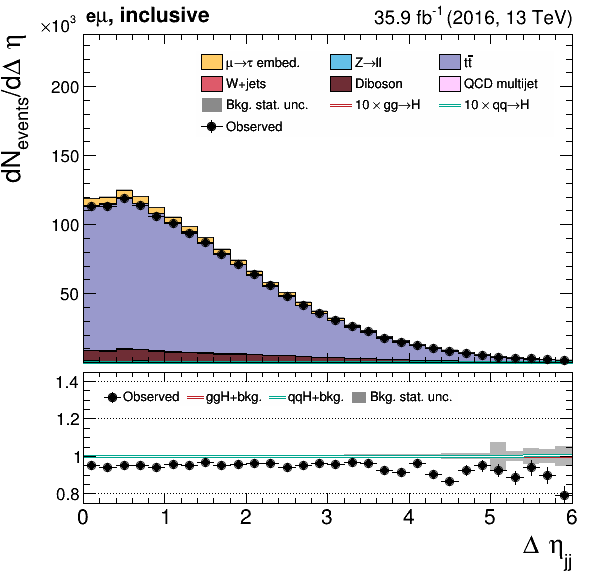 ×10³ eμ, inclusive 35.9 fb⁻¹ (2016, 13 TeV)
dN_events/dΔ η
μ→τ embed. Z→ll tt̄
W+jets Diboson QCD multijet
Bkg. stat. unc. 10 × gg→H 10 × qq→H
Observed
200
150
100
50
1.4
Observed ggH+bkg. qqH+bkg. Bkg. stat. unc.
1.2
1
0.8
0 1 2 3 4 5 6
Δ η_jj